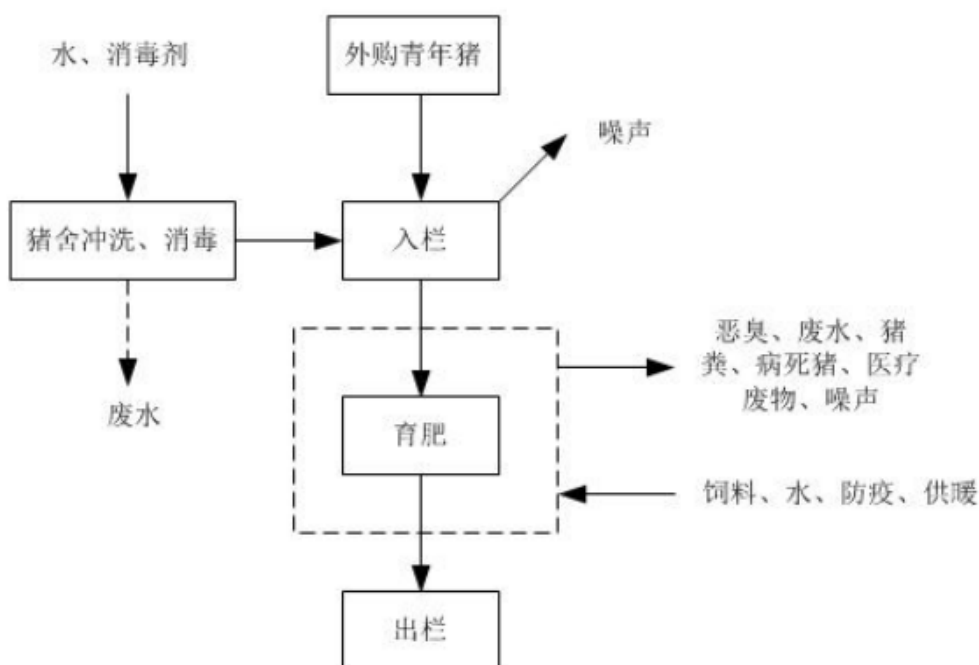 水、消毒剂
外购青年猪
噪声
猪舍冲洗、消毒
入栏
恶臭、废水、猪
粪、病死猪、医疗
废物、噪声
废水
育肥
饲料、水、防疫、供暖
出栏